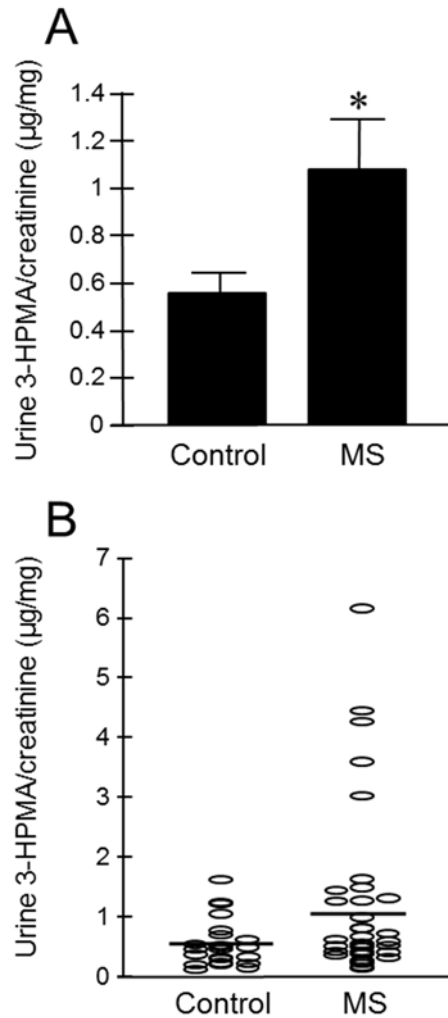 A
Urine 3-HPMA/creatinine (µg/mg)
1.4
1.2
1
0.8
0.6
0.4
0.2
0
*
Control
MS
B
Urine 3-HPMA/creatinine (µg/mg)
7
6
5
4
3
2
1
0
Control
MS